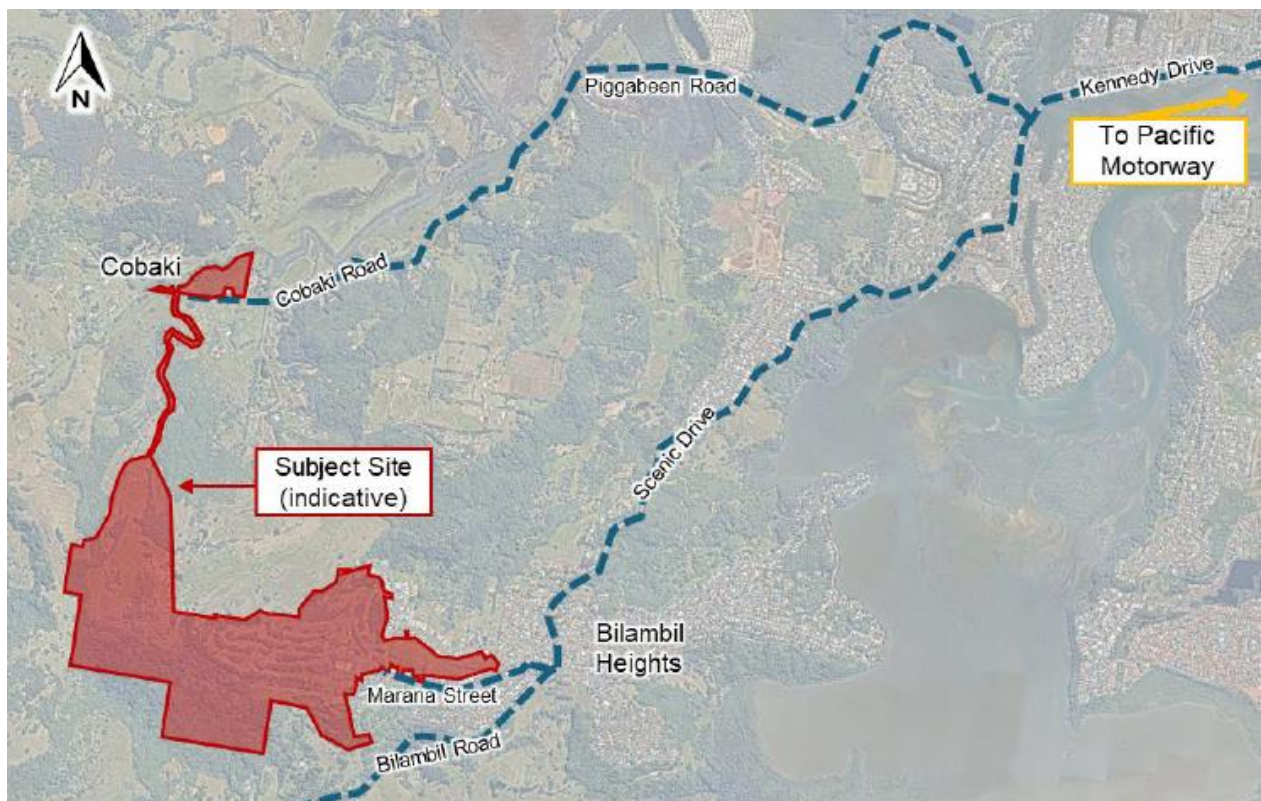 N
Piggabeen Road
Kennedy Drive
To Pacific
Motorway
Cobaki
Cobaki Road
Subject Site
(indicative)
Scenic Drive
Bilambil
Heights
Marana Street
Bilambil Road